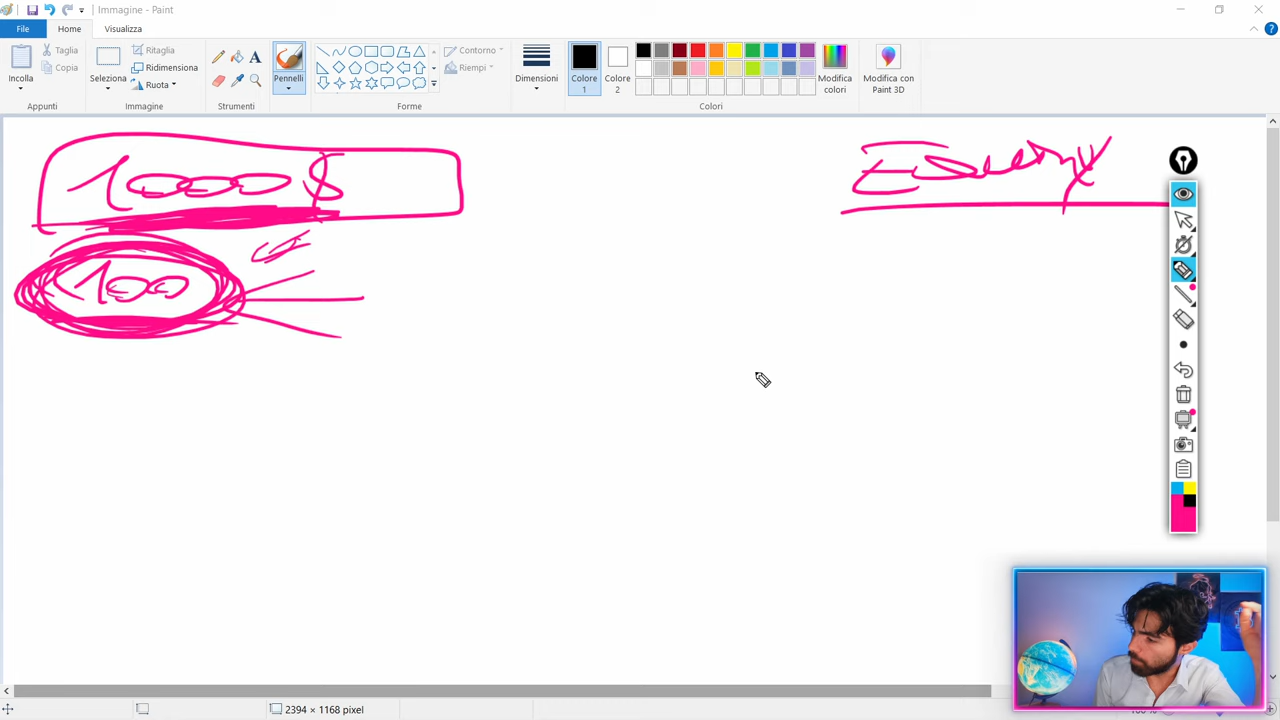 Immagine - Paint
File Home Visualizza
Incolla
Taglia
Copia
Appunti
Seleziona
Ritaglia
Ridimensiona
Ruota
Immagine
Strumenti
Pennelli
Forme
Contorno
Riempi
Dimensioni
Colore 1
Colore 2
Modifica colori
Colori
Modifica con Paint 3D
1000 $
Equity
100
2394 × 1168 pixel